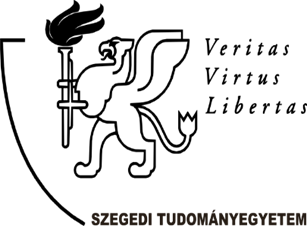 Veritas
Virtus
Libertas
SZEGEDI TUDOMÁNYEGYETEM